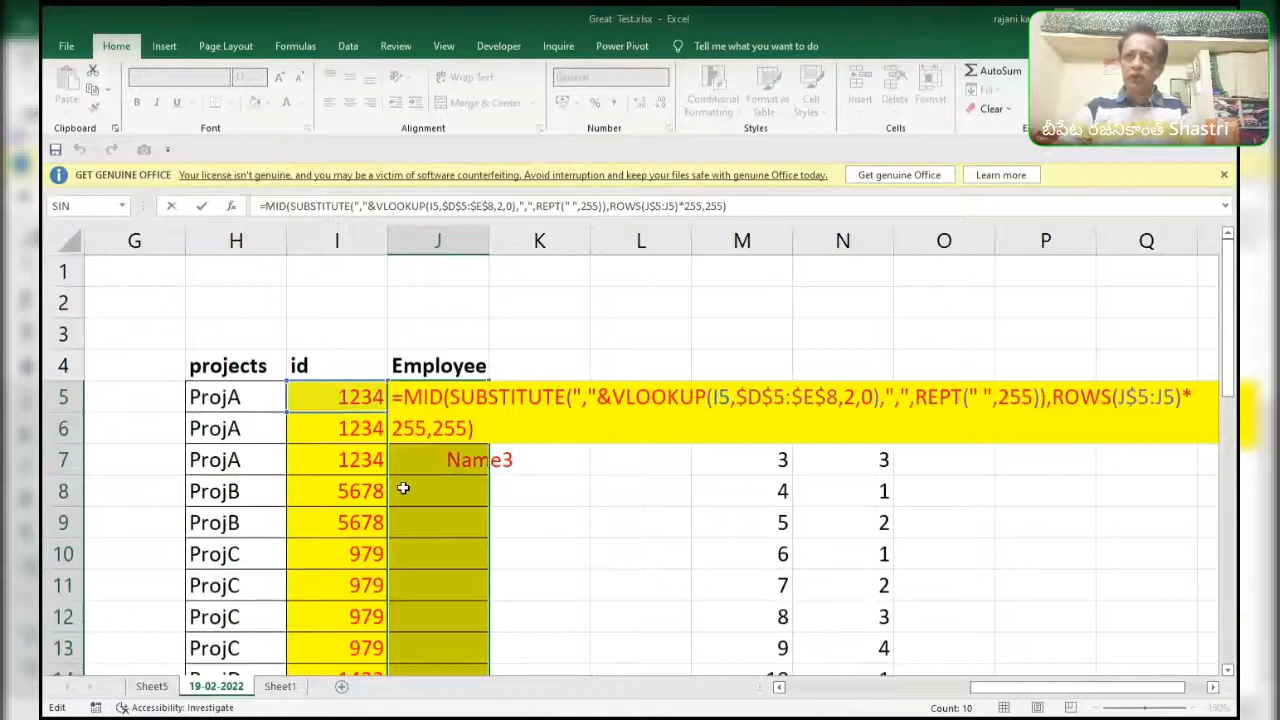 Great Test.xlsx - Excel
rajani ka
File Home Insert Page Layout Formulas Data Review View Developer Inquire Power Pivot Tell me what you want to do
Paste
Wrap Text
General
Conditional Formatting
Format as Table
Cell Styles
Insert Delete Format
AutoSum
B I U
Merge & Center
Fill
Clear
Clipboard Font Alignment Number Styles Cells
బీపేట రజనీకాంత్ Shastri
GET GENUINE OFFICE Your license isn't genuine, and you may be a victim of software counterfeiting. Avoid interruption and keep your files safe with genuine Office today. Get genuine Office Learn more
SIN =MID(SUBSTITUTE(","&VLOOKUP(I5,$D$5:$E$8,2,0),",",REPT(" ",255)),ROWS(J$5:J5)*255,255)
G H I J K L M N O P Q
1
2
3
4 projects id Employee
5 ProjA 1234 =MID(SUBSTITUTE(","&VLOOKUP(I5,$D$5:$E$8,2,0),",",REPT(" ",255)),ROWS(J$5:J5)*
6 ProjA 1234 255,255)
7 ProjA 1234 Name3 3 3
8 ProjB 5678 4 1
9 ProjB 5678 5 2
10 ProjC 979 6 1
11 ProjC 979 7 2
12 ProjC 979 8 3
13 ProjC 979 9 4
Sheet5 19-02-2022 Sheet1
Edit Accessibility: Investigate Count: 10